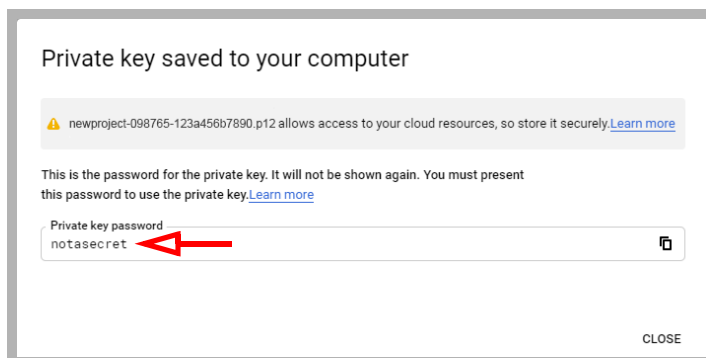 Private key saved to your computer
newproject-098765-123a456b7890.p12 allows access to your cloud resources, so store it securely.Learn more
This is the password for the private key. It will not be shown again. You must present
this password to use the private key.Learn more
Private key password
notasecret
CLOSE